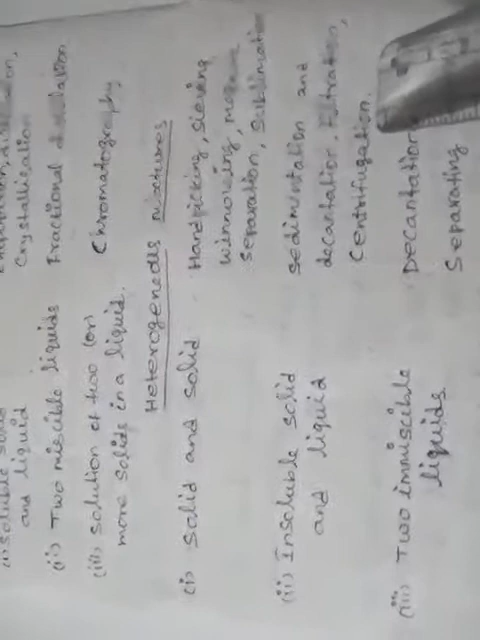 and liquid Crystallisation
(ii) Two miscible liquids Fractional
(iii) Solution of two (or) Chromatography
more solids in a liquid.
Heterogeneous mixtures
(i) Solid and solid Handpicking, sieving
winnowing,
separation, sublimation
(ii) Insoluble solid sedimentation and
and liquid decantation, Filtration,
centrifugation.
(iii) Two immiscible Decantation
liquids. Separating